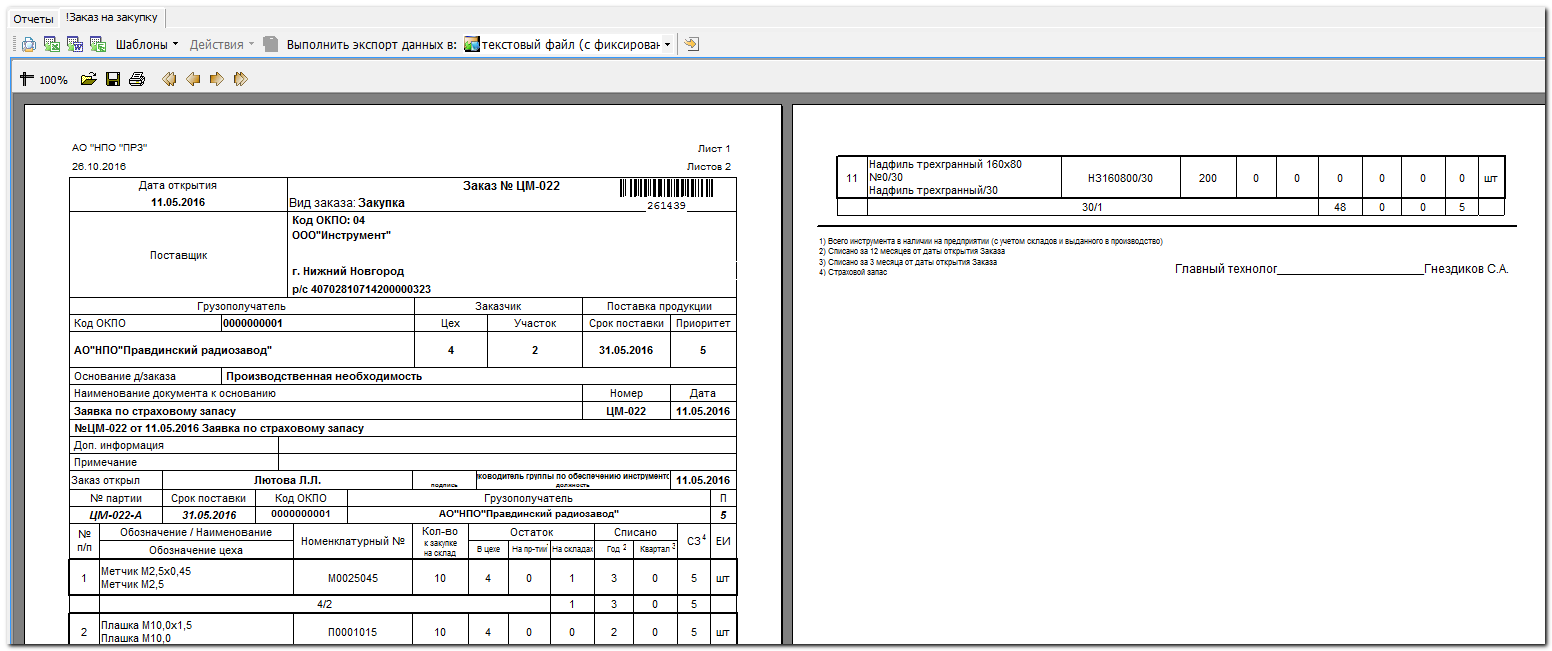 Отчеты !Заказ на закупку
Шаблоны Действия Выполнить экспорт данных в: текстовый файл (с фиксирован
100%
АО "НПО "ПРЗ" Лист 1
26.10.2016 Листов 2
Дата открытия Заказ № ЦМ-022
11.05.2016 Вид заказа: Закупка 261439
Код ОКПО: 04
ООО"Инструмент"
Поставщик
г. Нижний Новгород
р/с 40702810714200000323
Грузополучатель Заказчик Поставка продукции
Код ОКПО 0000000001 Цех Участок Срок поставки Приоритет
АО"НПО"Правдинский радиозавод" 4 2 31.05.2016 5
Основание д/заказа Производственная необходимость
Наименование документа к основанию Номер Дата
Заявка по страховому запасу ЦМ-022 11.05.2016
№ЦМ-022 от 11.05.2016 Заявка по страховому запасу
Доп. информация
Примечание
Заказ открыл Лютова Л.Л. подпись ководитель группы по обеспечению инструменто 11.05.2016
должность
№ партии Срок поставки Код ОКПО Грузополучатель П
ЦМ-022-А 31.05.2016 0000000001 АО"НПО"Правдинский радиозавод" 5
№ п/п Обозначение / Наименование Номенклатурный № Кол-во к закупке на склад Остаток Списано СЗ 4 ЕИ
Обозначение цеха В цехе На пр-тии На складах Год 2 Квартал 3
1 Метчик М2,5х0,45 М0025045 10 4 0 1 3 0 5 шт
Метчик М2,5
4/2 1 3 0 5
2 Плашка М10,0х1,5 П0001015 10 4 0 0 2 0 5 шт
Плашка М10,0
11 Надфиль трехгранный 160х80 НЗ160800/30 200 0 0 0 0 0 0 шт
№0/30
Надфиль трехгранный/30
30/1 48 0 0 5
1) Всего инструмента в наличии на предприятии (с учетом складов и выданного в производство)
2) Списано за 12 месяцев от даты открытия Заказа
3) Списано за 3 месяца от даты открытия Заказа
4) Страховой запас
Главный технолог Гнездиков С.А.